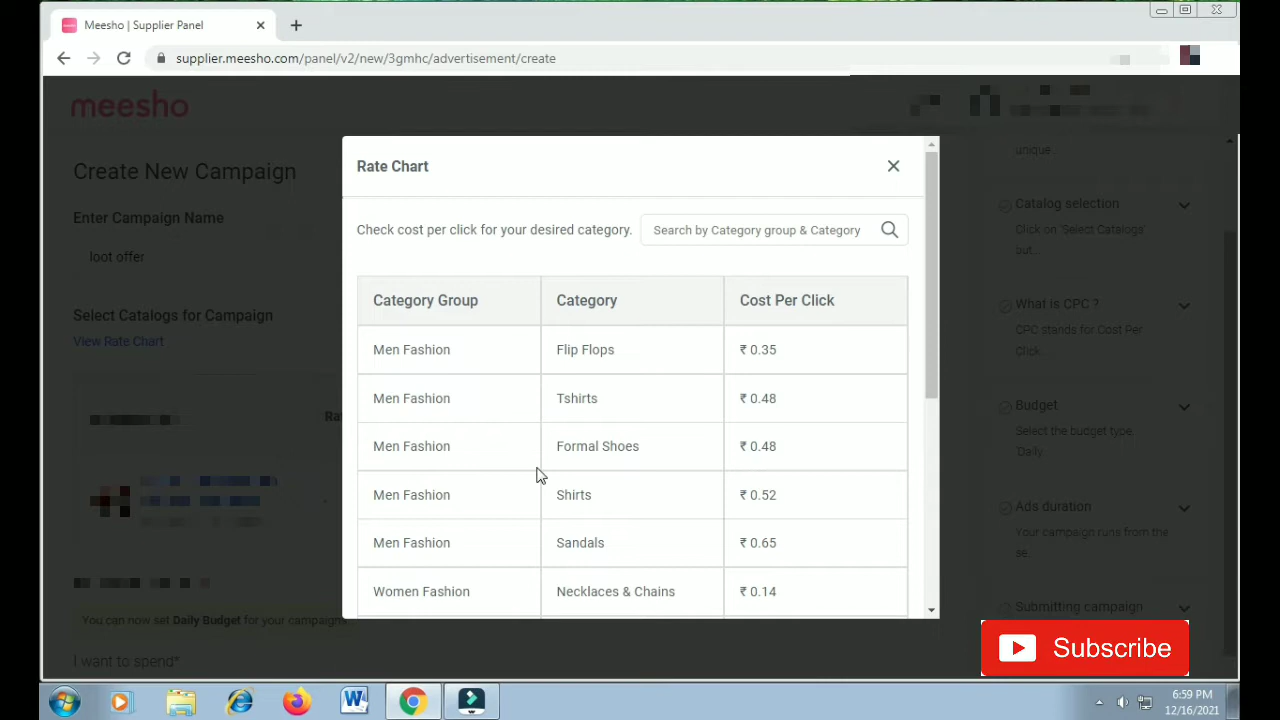 Meesho | Supplier Panel
supplier.meesho.com/panel/v2/new/3gmhc/advertisement/create
meesho
Create New Campaign
Enter Campaign Name
loot offer
Select Catalogs for Campaign
View Rate Chart
You can now set Daily Budget for your campaigns
I want to spend*
Rate Chart
Check cost per click for your desired category.
Search by Category group & Category
Category Group Category Cost Per Click
Men Fashion Flip Flops ₹ 0.35
Men Fashion Tshirts ₹ 0.48
Men Fashion Formal Shoes ₹ 0.48
Men Fashion Shirts ₹ 0.52
Men Fashion Sandals ₹ 0.65
Women Fashion Necklaces & Chains ₹ 0.14
unique...
Catalog selection
Click on 'Select Catalogs'
but...
What is CPC ?
CPC stands for Cost Per
Click...
Budget
Select the budget type,
'Daily...
Ads duration
Your campaign runs from the
se...
Submitting campaign
Subscribe
6:59 PM
12/16/2021